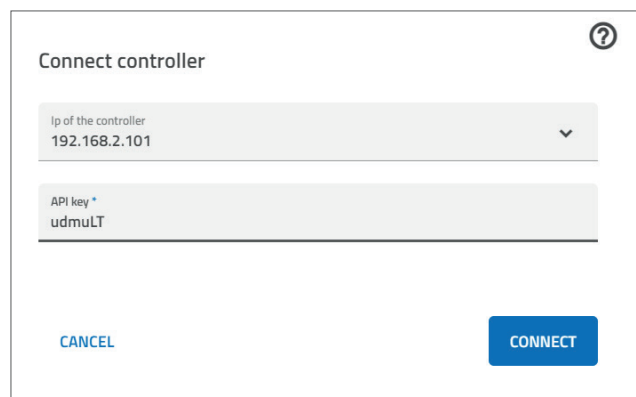 Connect controller
Ip of the controller
192.168.2.101
API key *
udmuLT
CANCEL
CONNECT